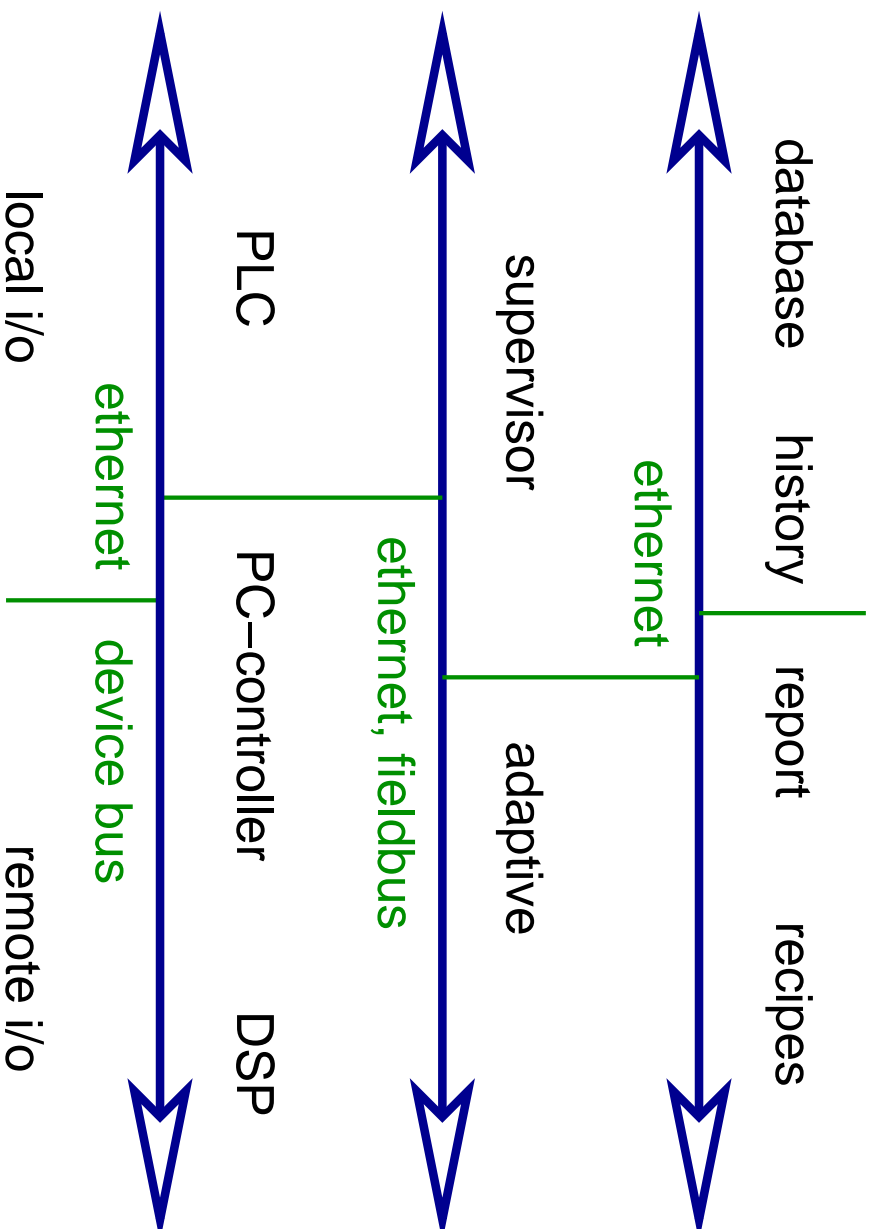 database history report recipes
ethernet
supervisor adaptive
ethernet, fieldbus
PLC PC–controller DSP
ethernet device bus
local i/o remote i/o